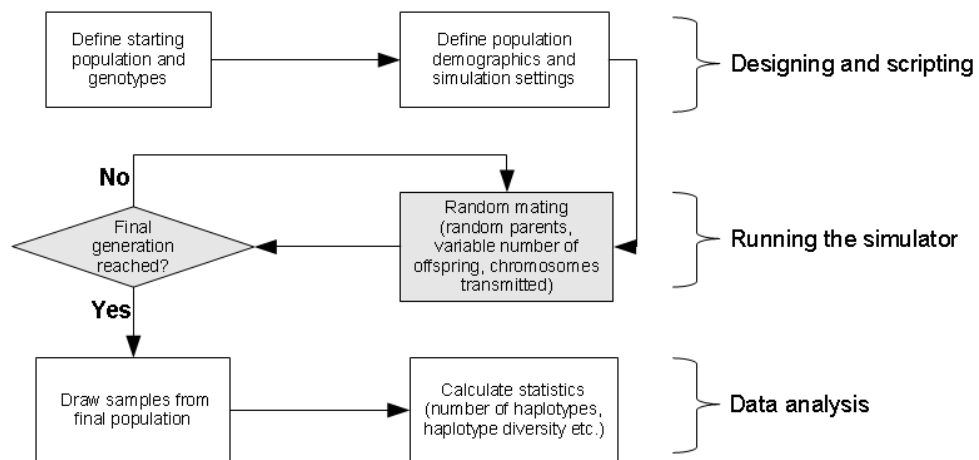 Define starting
population and
genotypes
Define population
demographics and
simulation settings
Designing and scripting
No
Final
generation
reached?
Random mating
(random parents,
variable number of
offspring, chromosomes
transmitted)
Running the simulator
Yes
Draw samples from
final population
Calculate statistics
(number of haplotypes,
haplotype diversity etc.)
Data analysis